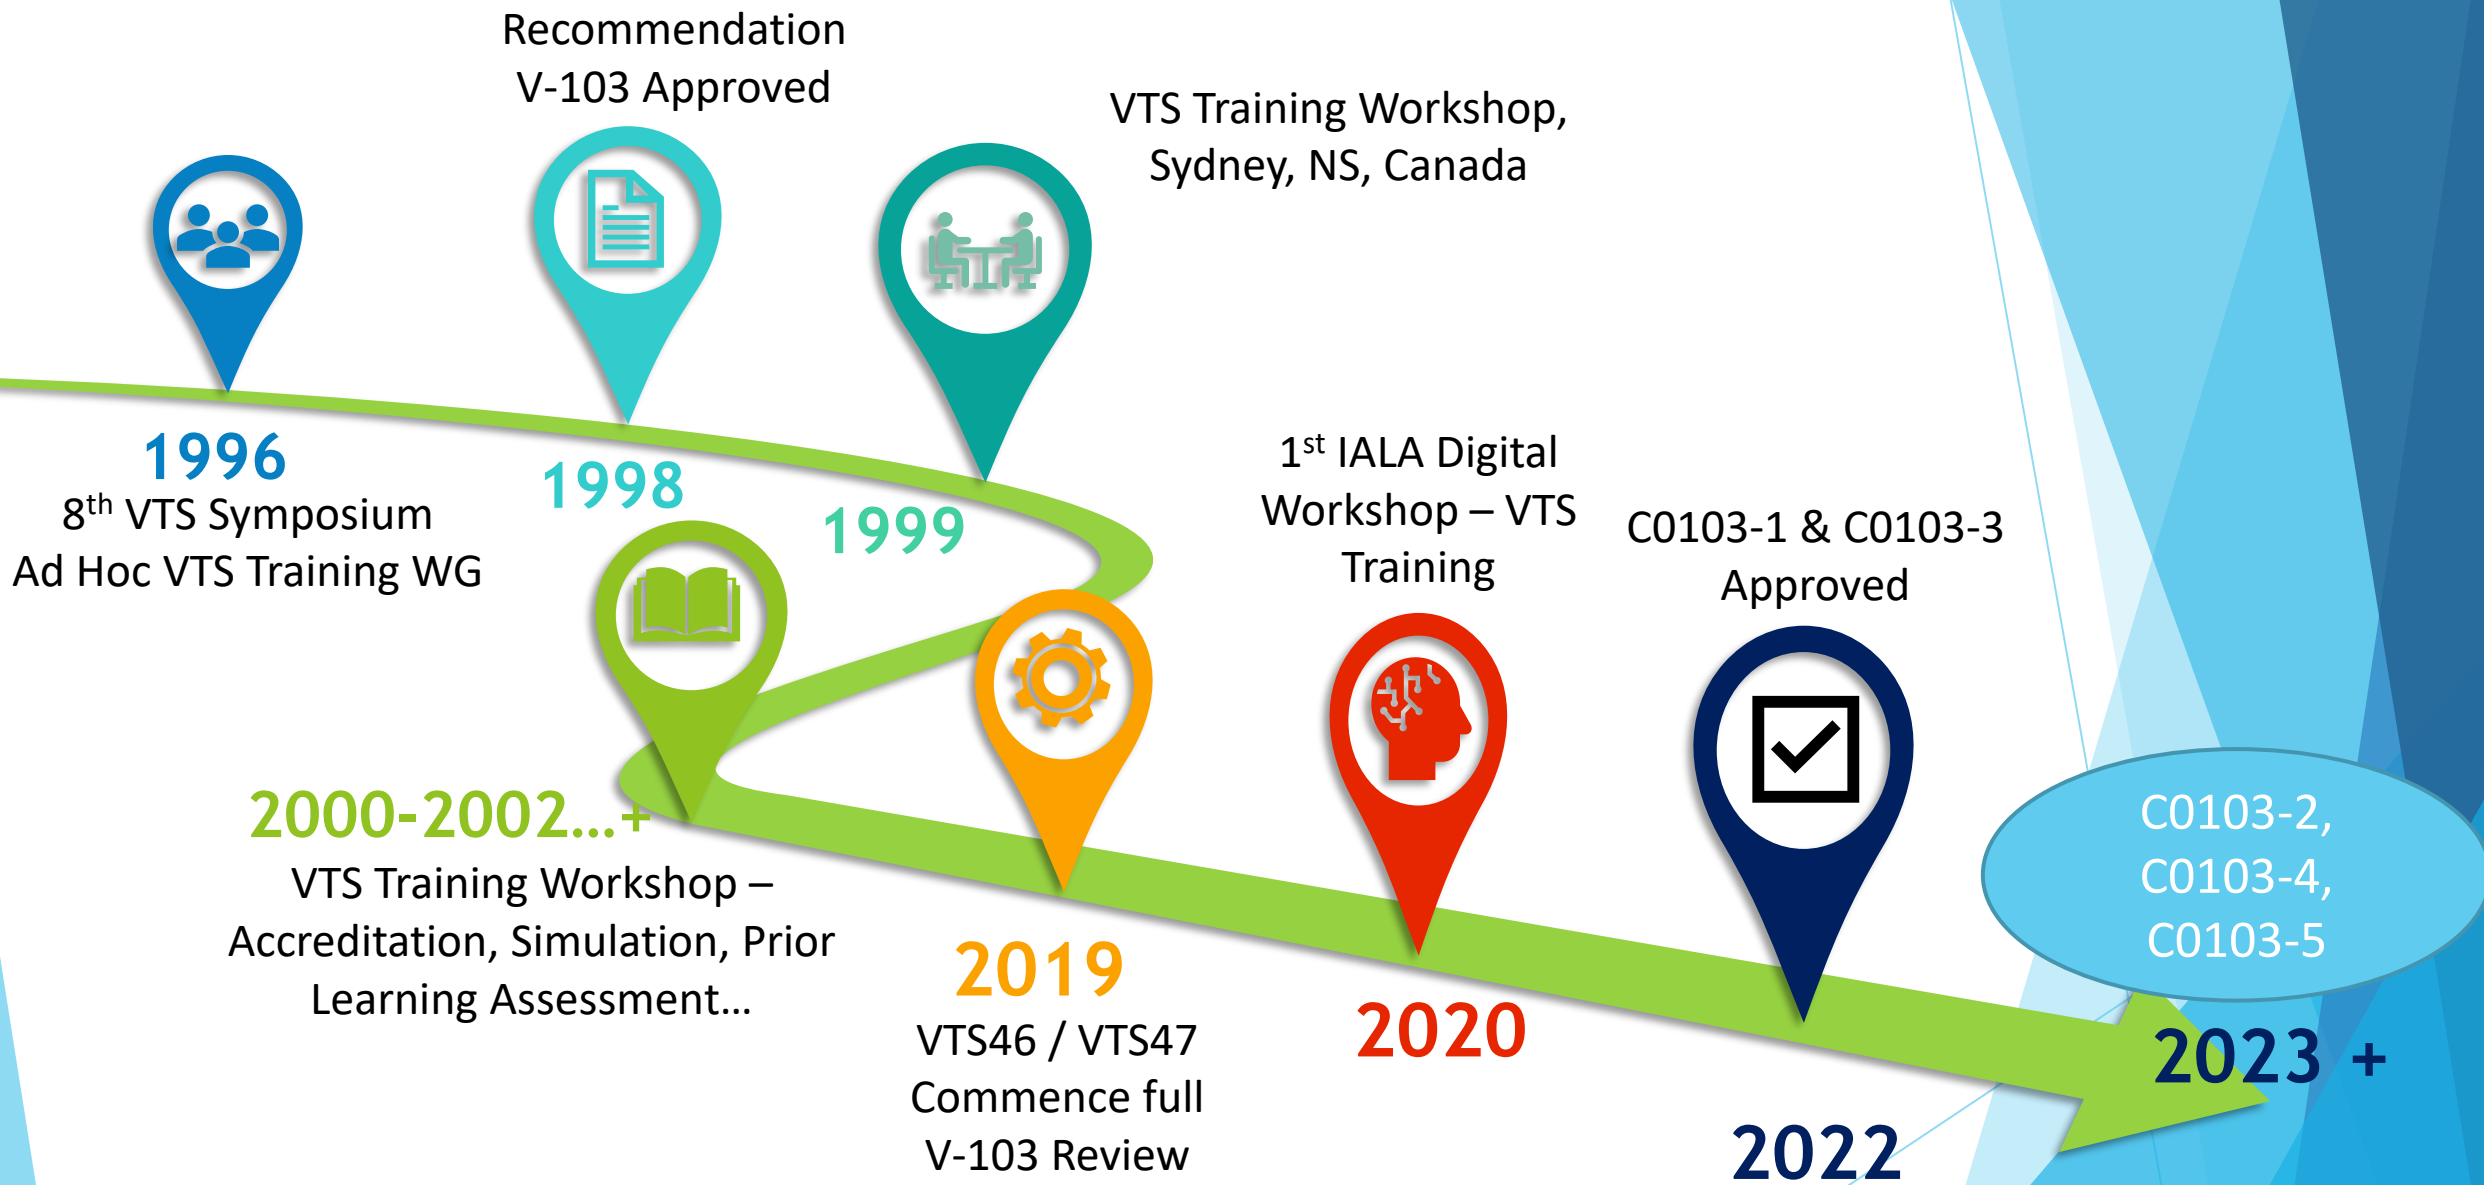 1996
8th VTS Symposium
Ad Hoc VTS Training WG
Recommendation
V-103 Approved
1998
VTS Training Workshop,
Sydney, NS, Canada
1999
2000-2002...+
VTS Training Workshop –
Accreditation, Simulation, Prior
Learning Assessment...
2019
VTS46 / VTS47
Commence full
V-103 Review
1st IALA Digital
Workshop – VTS
Training
2020
C0103-1 & C0103-3
Approved
2022
C0103-2,
C0103-4,
C0103-5
2023 +